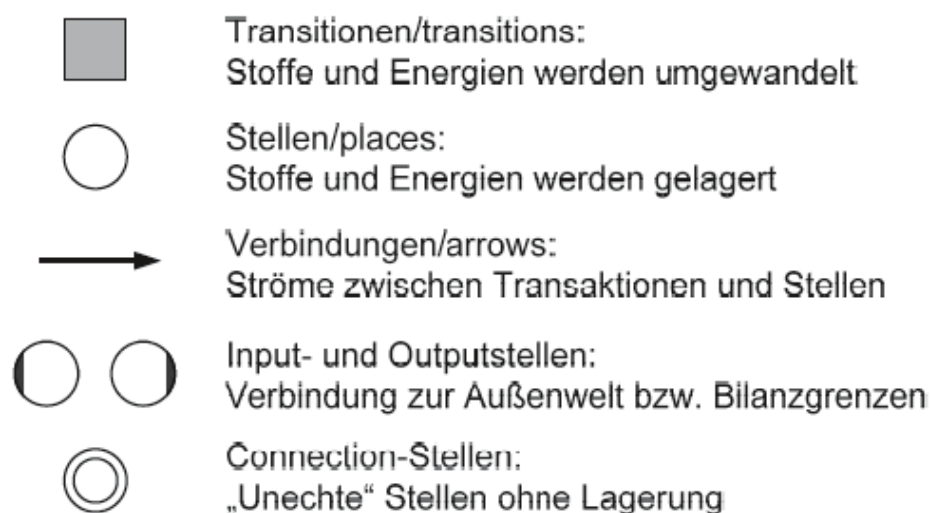 Transitionen/transitions:
Stoffe und Energien werden umgewandelt
Stellen/places:
Stoffe und Energien werden gelagert
Verbindungen/arrows:
Ströme zwischen Transaktionen und Stellen
Input- und Outputstellen:
Verbindung zur Außenwelt bzw. Bilanzgrenzen
Connection-Stellen:
„Unechte“ Stellen ohne Lagerung